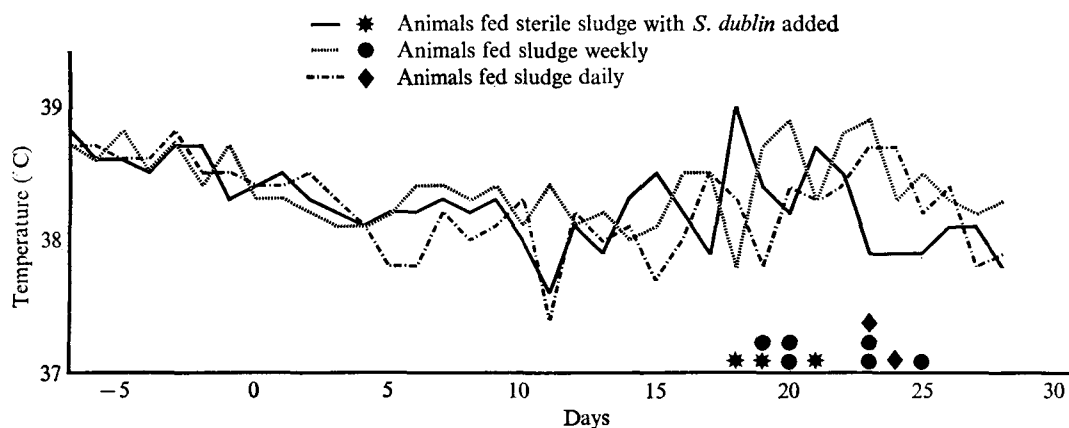 Animals fed sterile sludge with S. dublin added
Animals fed sludge weekly
Animals fed sludge daily
39
38
37
Temperature (°C)
−5 0 5 10 15 20 25 30
Days